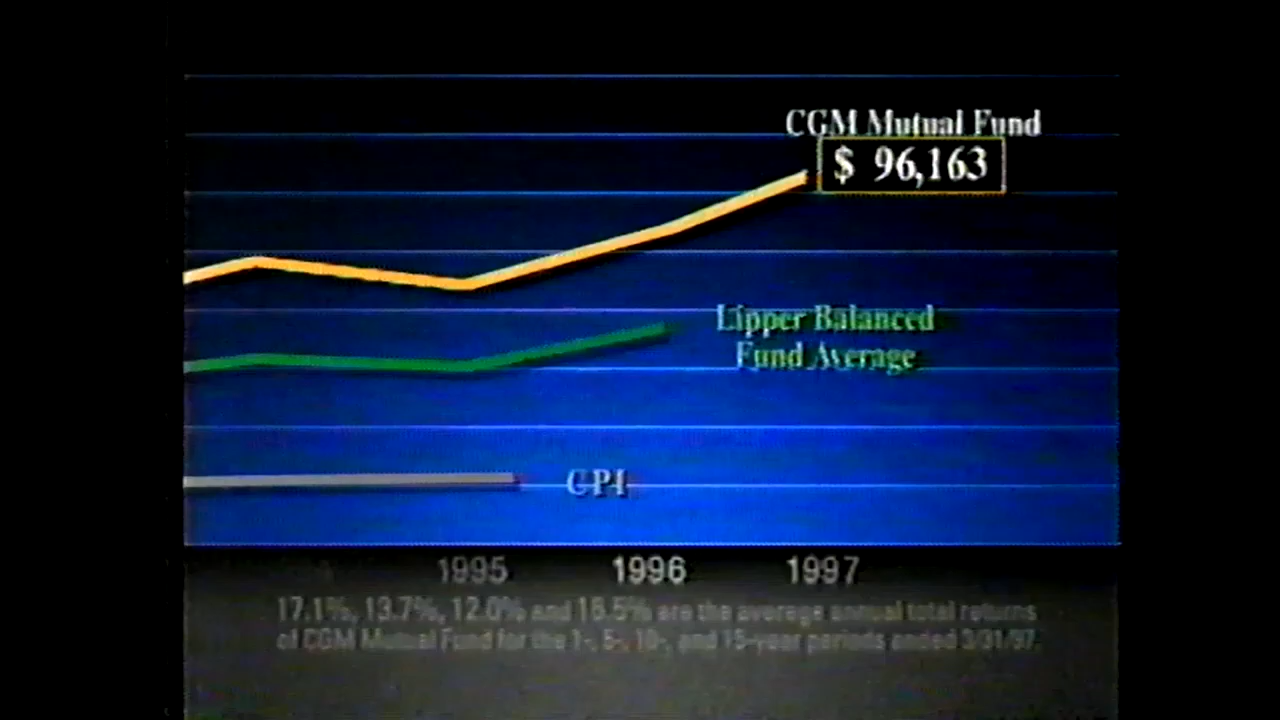 CGM Mutual Fund
$ 96,163
Lipper Balanced
Fund Average
CPI
1995 1996 1997
17.1%, 13.7%, 12.0% and 16.5% are the average annual total returns
of CGM Mutual Fund for the 1-, 5-, 10-, and 15-year periods ended 3/31/97.